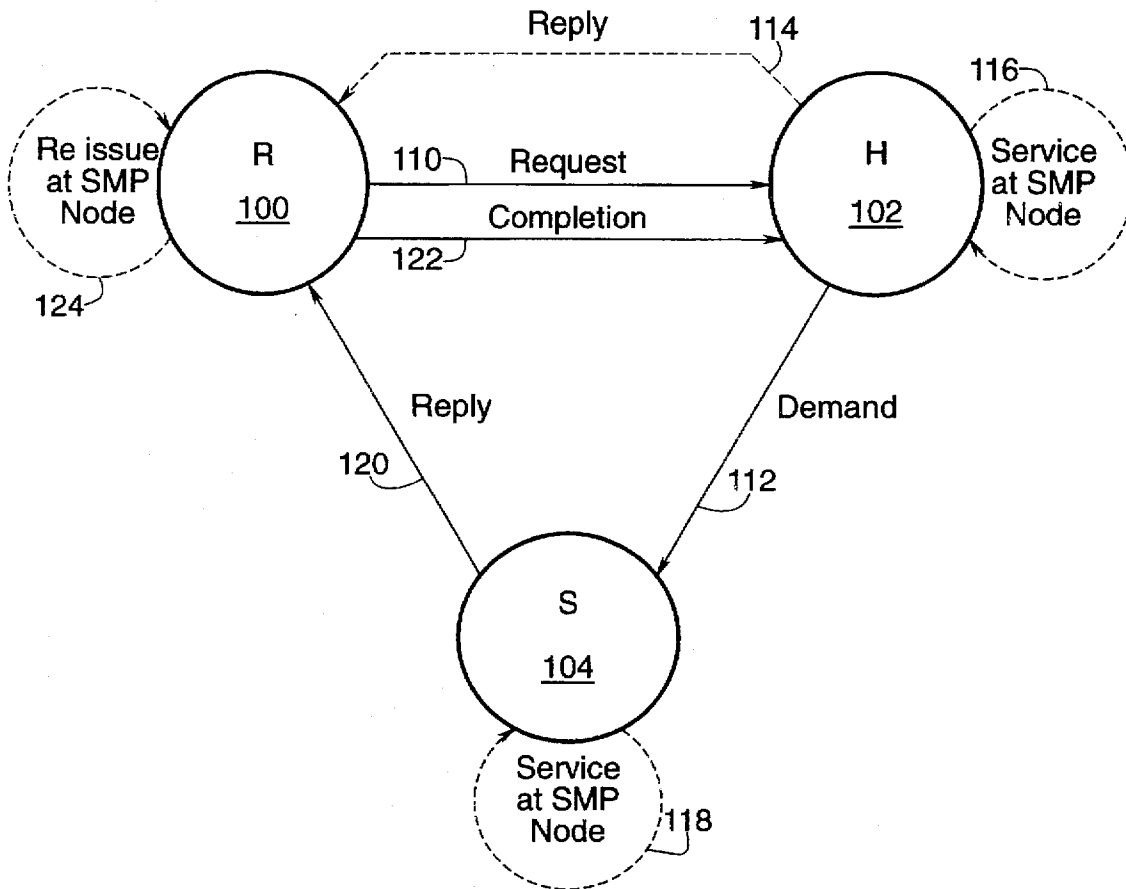 Reply
114
116
Re issue
at SMP
Node
R
100
110
Request
Completion
122
H
102
Service
at SMP
Node
124
Reply
Demand
120
112
S
104
Service
at SMP
Node
118